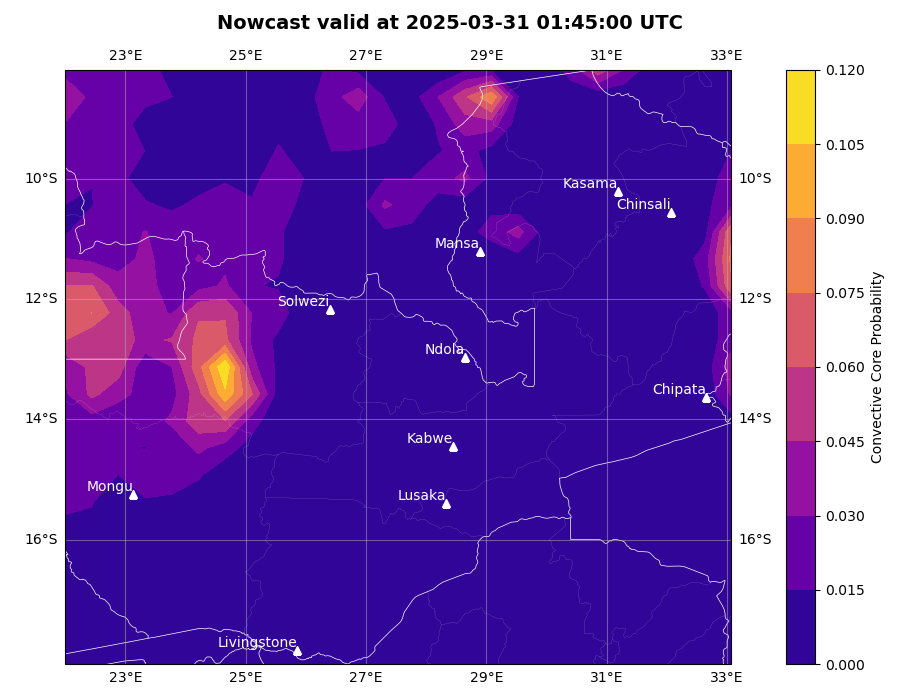 Nowcast valid at 2025-03-31 01:45:00 UTC
23°E 25°E 27°E 29°E 31°E 33°E
0.120
0.105
10°S 10°S
Kasama
Chinsali
0.090
Mansa
12°S 12°S
Solwezi
0.075
Ndola
0.060
Chipata
14°S 14°S
Kabwe
0.045
Mongu
Lusaka
0.030
16°S 16°S
0.015
Livingstone
0.000
23°E 25°E 27°E 29°E 31°E 33°E
Convective Core Probability